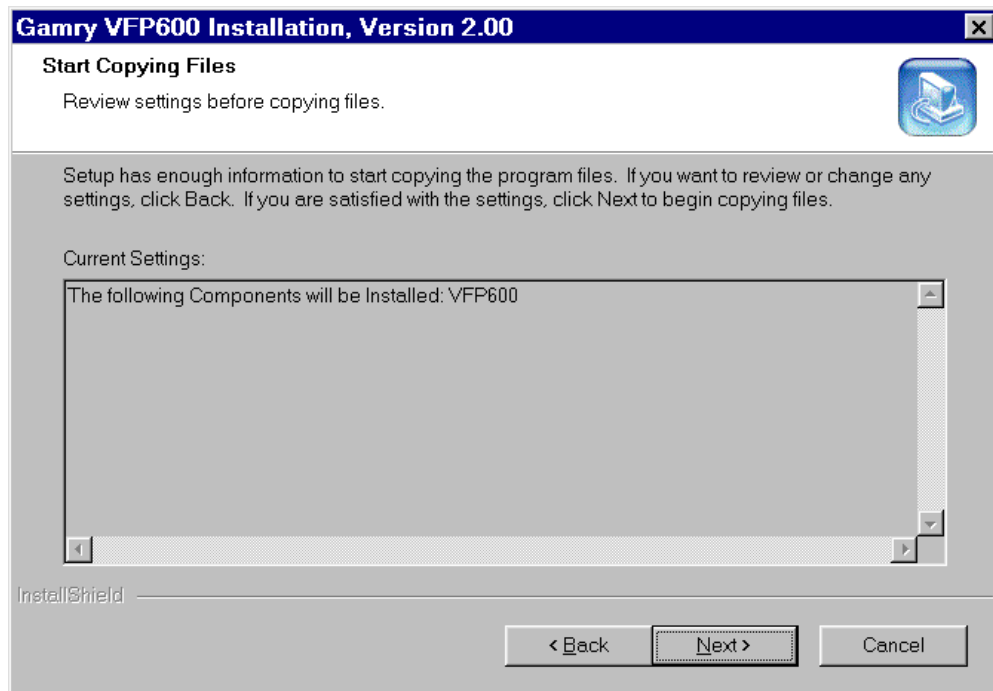 Gamry VFP600 Installation, Version 2.00
Start Copying Files
Review settings before copying files.
Setup has enough information to start copying the program files. If you want to review or change any
settings, click Back. If you are satisfied with the settings, click Next to begin copying files.
Current Settings:
The following Components will be Installed: VFP600
InstallShield
< Back
Next >
Cancel